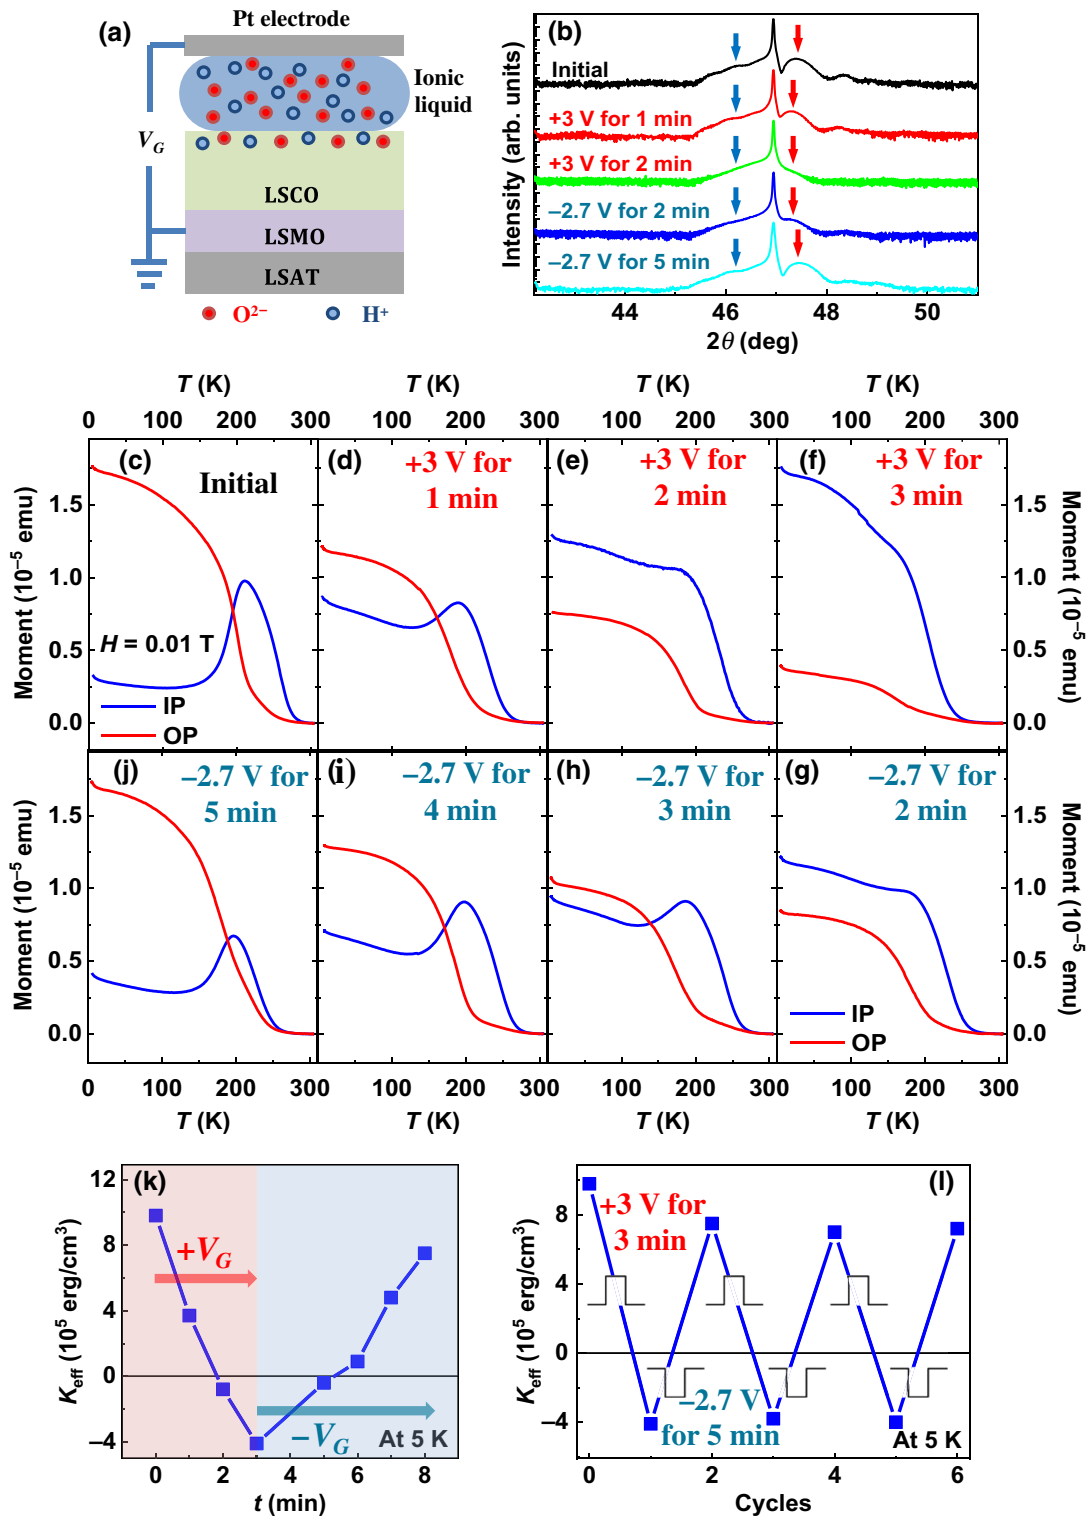 (a)
Pt electrode
Ionic
liquid
V_G
LSCO
LSMO
LSAT
O²⁻
H⁺
(b)
Initial
+3 V for 1 min
+3 V for 2 min
−2.7 V for 2 min
−2.7 V for 5 min
Intensity (arb. units)
44 46 48 50
2θ (deg)
T (K) T (K) T (K) T (K)
0 100 200 300 100 200 300 100 200 300 100 200 300
(c)
Initial
H = 0.01 T
IP
OP
(d)
+3 V for
1 min
(e)
+3 V for
2 min
(f)
+3 V for
3 min
Moment (10⁻⁵ emu)
1.5
1.0
0.5
0.0
1.5
1.0
0.5
0.0
Moment (10⁻⁵ emu)
(j)
−2.7 V for
5 min
(i)
−2.7 V for
4 min
(h)
−2.7 V for
3 min
(g)
−2.7 V for
2 min
IP
OP
Moment (10⁻⁵ emu)
1.5
1.0
0.5
0.0
1.5
1.0
0.5
0.0
Moment (10⁻⁵ emu)
0 100 200 300 100 200 300 100 200 300 100 200 300
T (K) T (K) T (K) T (K)
(k)
K_eff (10⁵ erg/cm³)
12
8
4
0
−4
+V_G
−V_G
At 5 K
0 2 4 6 8
t (min)
(l)
K_eff (10⁵ erg/cm³)
8
4
0
−4
+3 V for
3 min
−2.7 V
for 5 min
At 5 K
0 2 4 6
Cycles